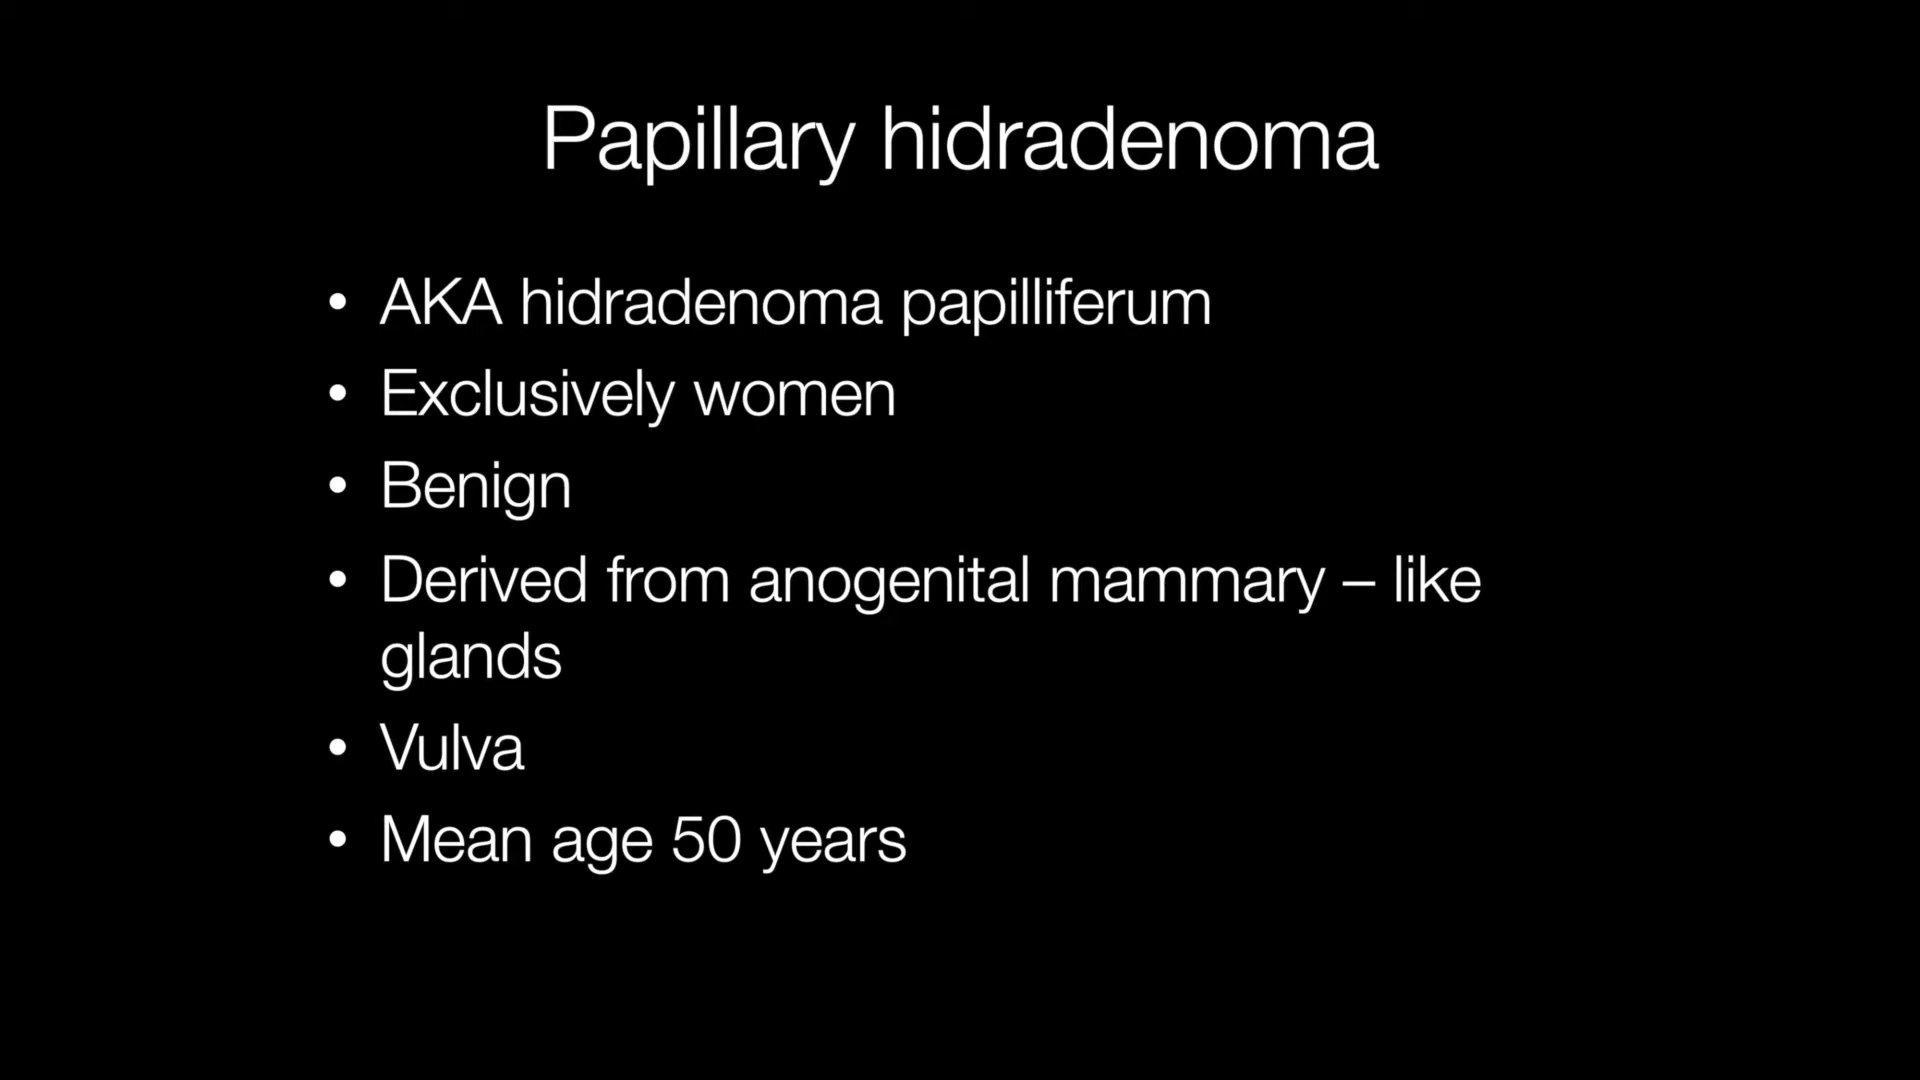 Papillary hidradenoma
• AKA hidradenoma papilliferum
• Exclusively women
• Benign
• Derived from anogenital mammary – like
glands
• Vulva
• Mean age 50 years